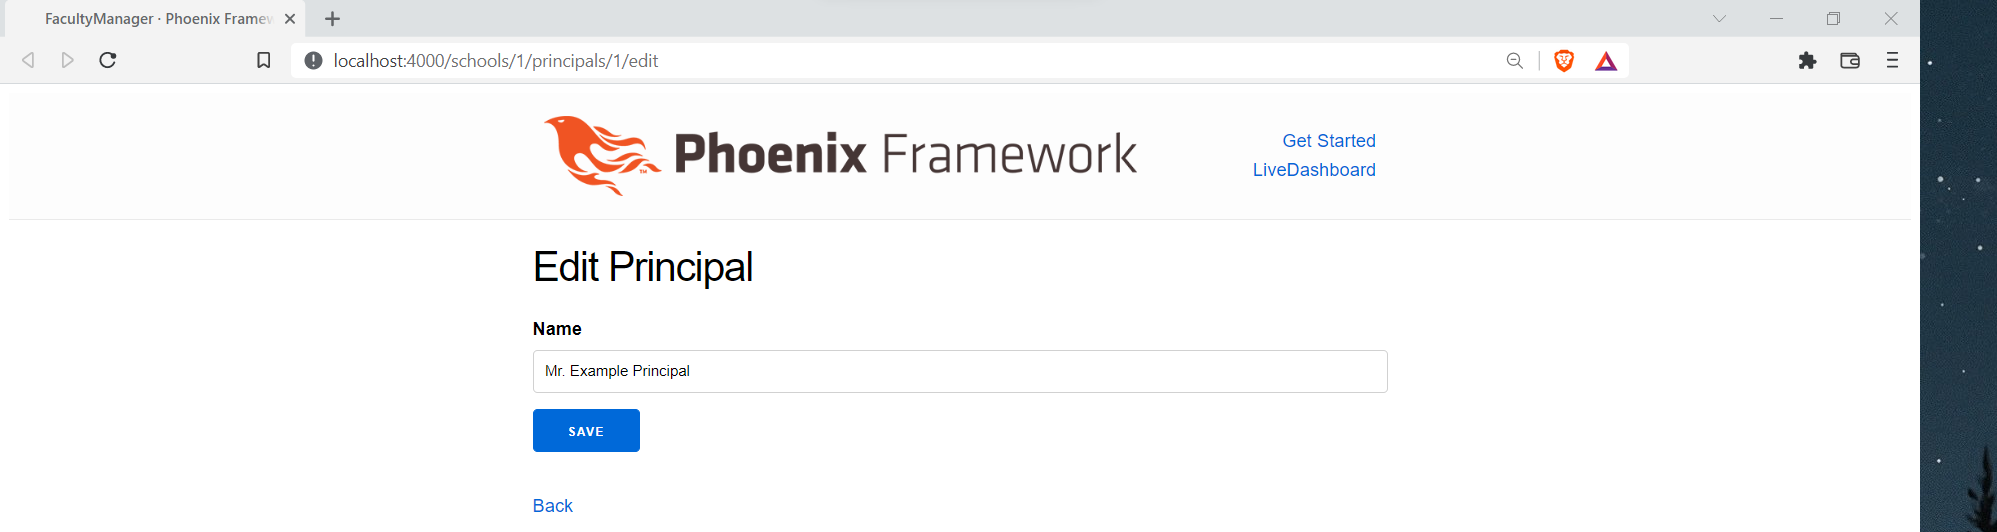 FacultyManager · Phoenix Framew
localhost:4000/schools/1/principals/1/edit
Phoenix Framework
TM
Get Started
LiveDashboard
Edit Principal
Name
Mr. Example Principal
SAVE
Back